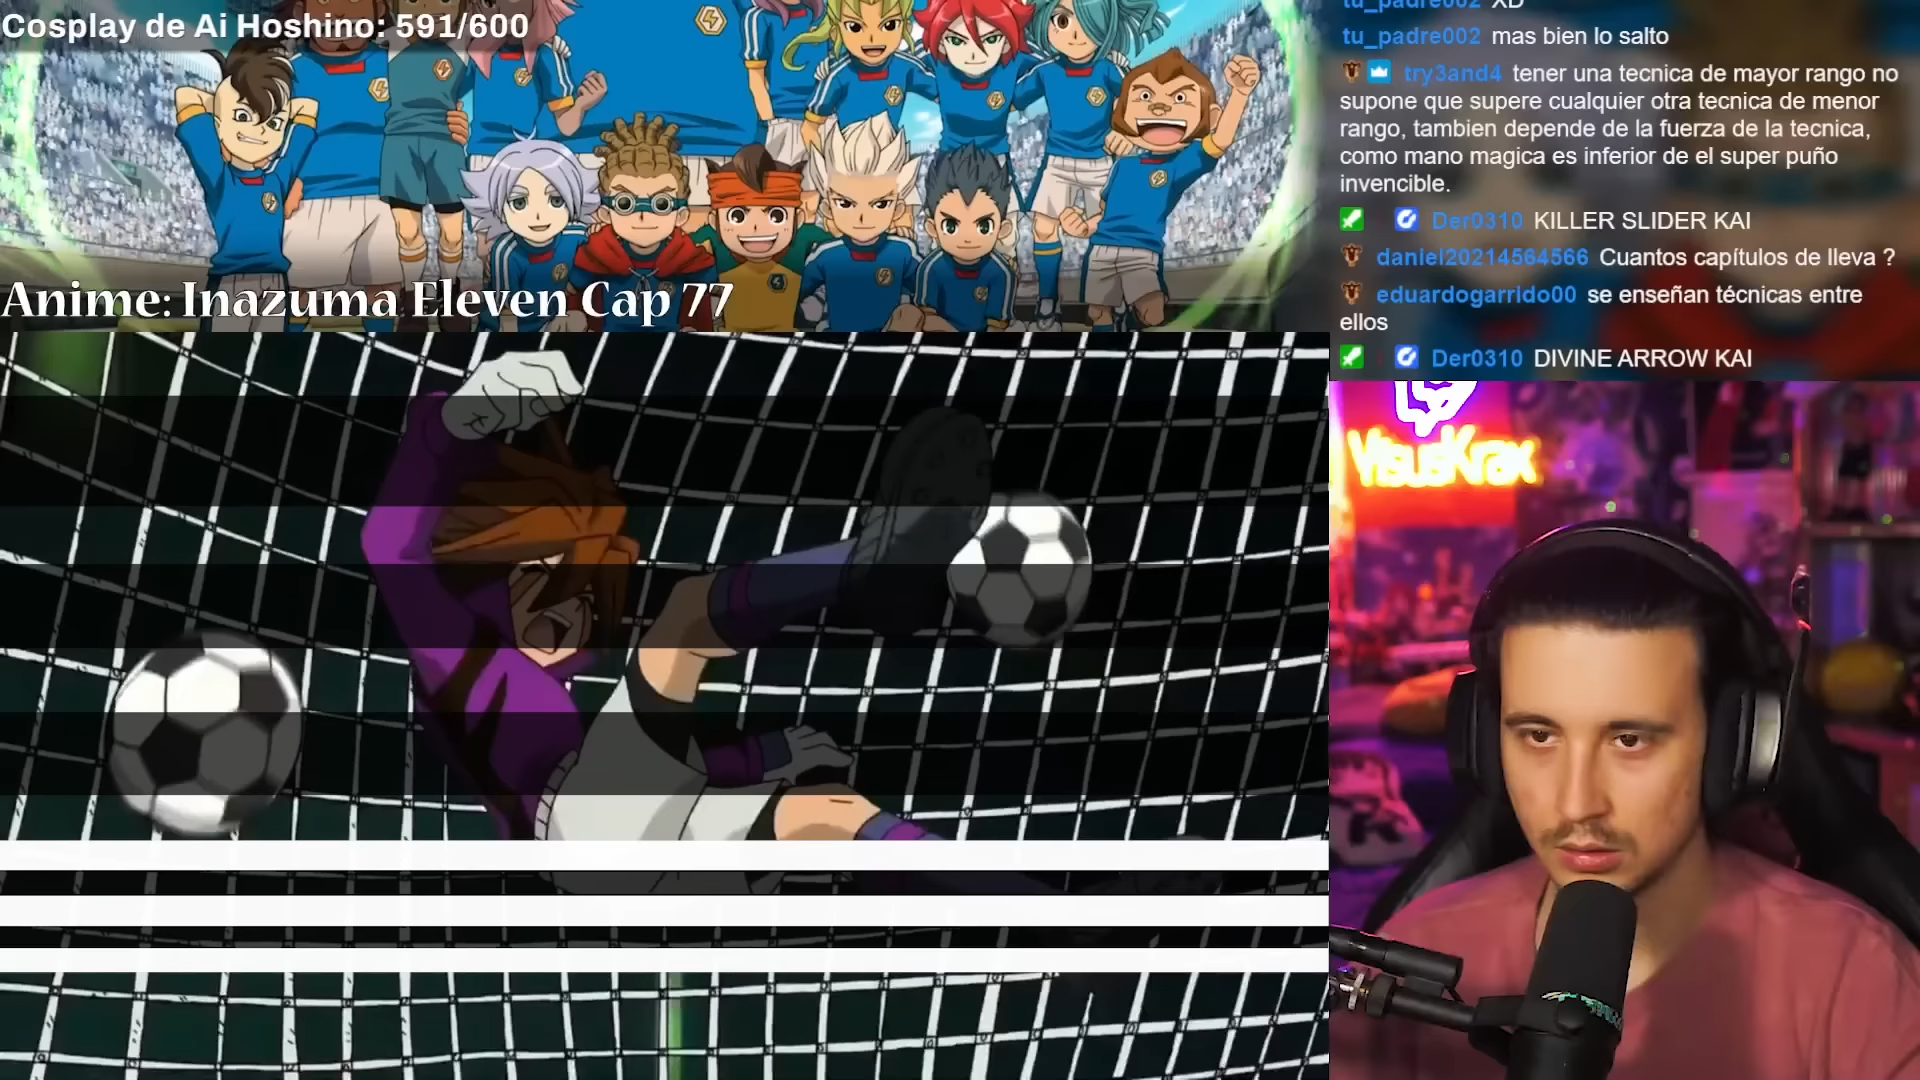 Cosplay de Ai Hoshino: 591/600
Anime: Inazuma Eleven Cap 77
tu_padre002 XD
tu_padre002 mas bien lo salto
try3and4 tener una tecnica de mayor rango no
supone que supere cualquier otra tecnica de menor
rango, tambien depende de la fuerza de la tecnica,
como mano magica es inferior de el super puño
invencible.
Der0310 KILLER SLIDER KAI
daniel20214564566 Cuantos capítulos de lleva ?
eduardogarrido00 se enseñan técnicas entre
ellos
Der0310 DIVINE ARROW KAI
VisusKrax